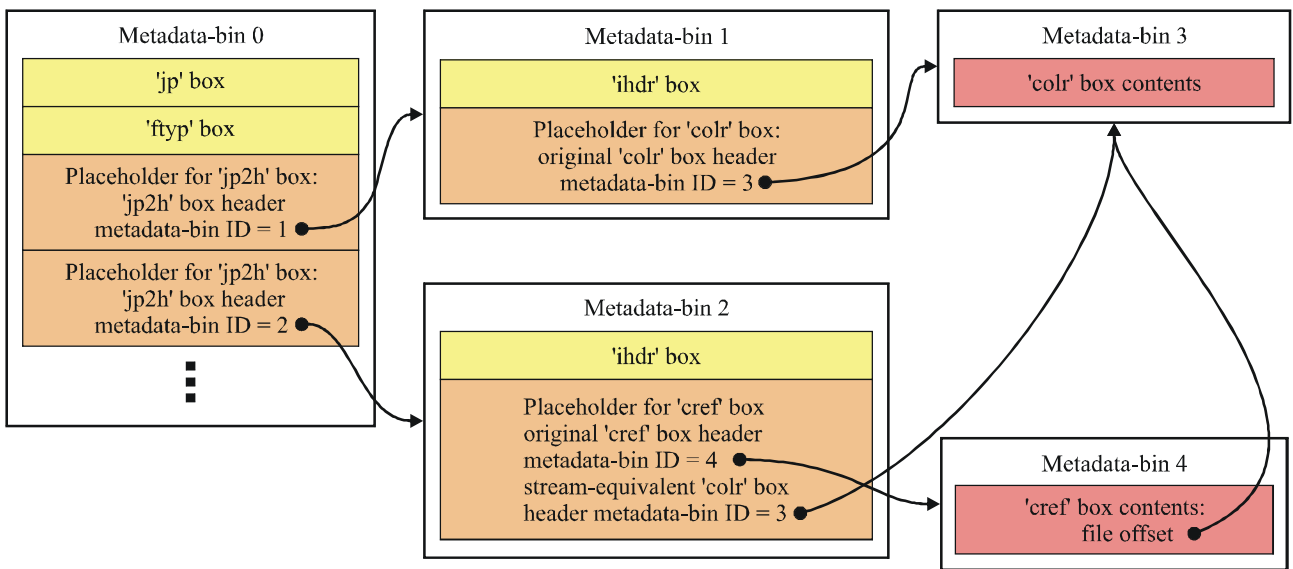 Metadata-bin 0
'jp' box
'ftyp' box
Placeholder for 'jp2h' box:
'jp2h' box header
metadata-bin ID = 1
Placeholder for 'jp2h' box:
'jp2h' box header
metadata-bin ID = 2
Metadata-bin 1
'ihdr' box
Placeholder for 'colr' box:
original 'colr' box header
metadata-bin ID = 3
Metadata-bin 2
'ihdr' box
Placeholder for 'cref' box
original 'cref' box header
metadata-bin ID = 4
stream-equivalent 'colr' box
header metadata-bin ID = 3
Metadata-bin 3
'colr' box contents
Metadata-bin 4
'cref' box contents:
file offset